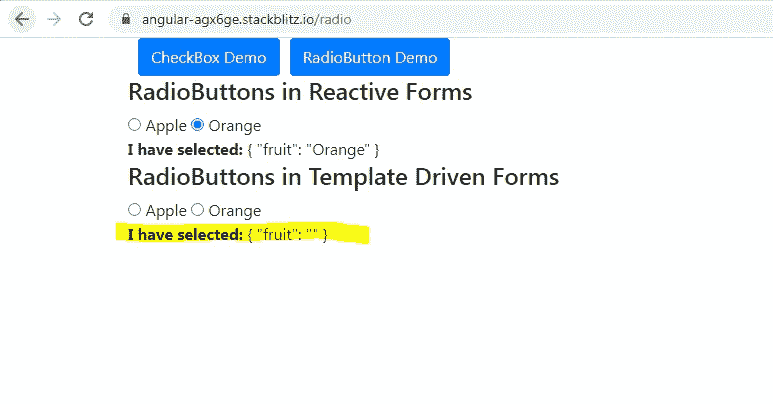 angular-agx6ge.stackblitz.io/radio
CheckBox Demo RadioButton Demo
RadioButtons in Reactive Forms
Apple Orange
I have selected: { "fruit": "Orange" }
RadioButtons in Template Driven Forms
Apple Orange
I have selected: { "fruit": "" }